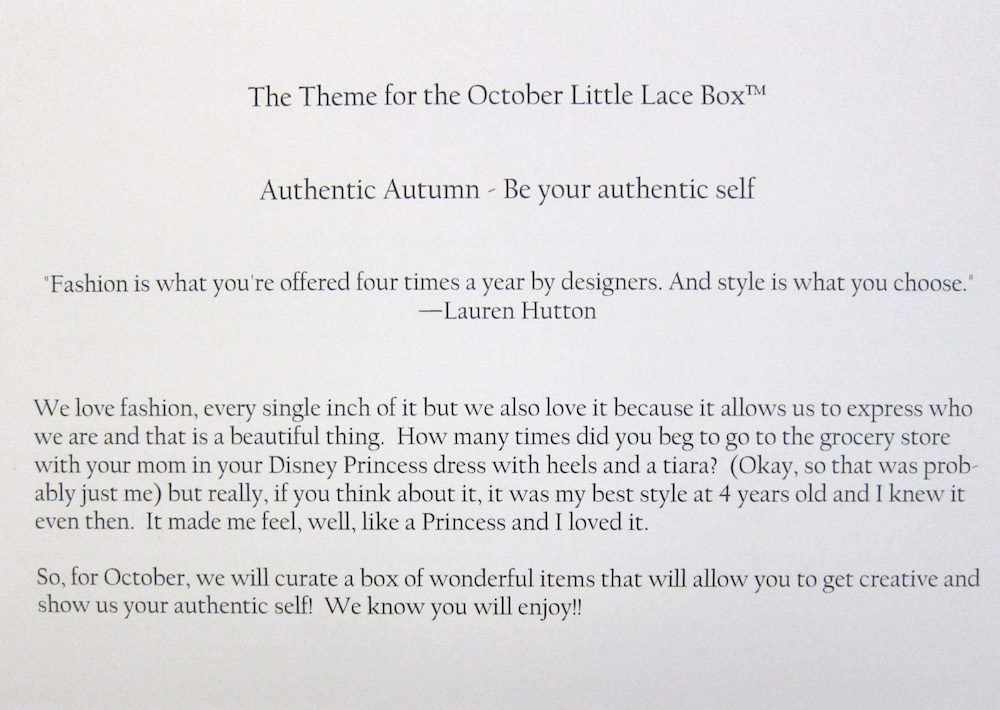 The Theme for the October Little Lace Box™
Authentic Autumn - Be your authentic self
"Fashion is what you're offered four times a year by designers. And style is what you choose."
—Lauren Hutton
We love fashion, every single inch of it but we also love it because it allows us to express who
we are and that is a beautiful thing.  How many times did you beg to go to the grocery store
with your mom in your Disney Princess dress with heels and a tiara?  (Okay, so that was prob-
ably just me) but really, if you think about it, it was my best style at 4 years old and I knew it
even then.  It made me feel, well, like a Princess and I loved it.
So, for October, we will curate a box of wonderful items that will allow you to get creative and
show us your authentic self!  We know you will enjoy!!